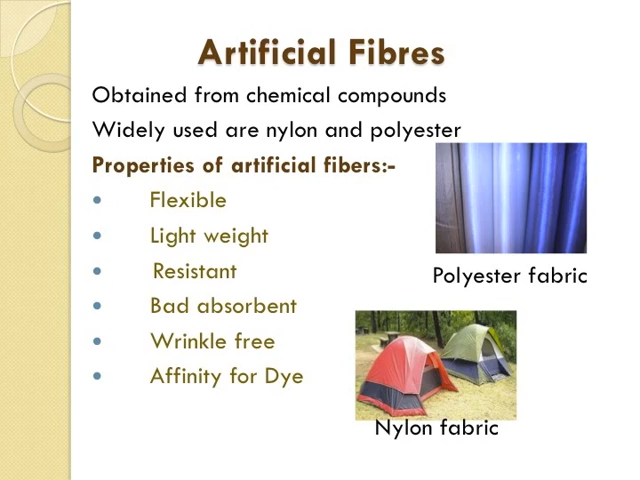 Artificial Fibres
Obtained from chemical compounds
Widely used are nylon and polyester
Properties of artificial fibers:-
• Flexible
• Light weight
• Resistant
• Bad absorbent
• Wrinkle free
• Affinity for Dye
Polyester fabric
Nylon fabric